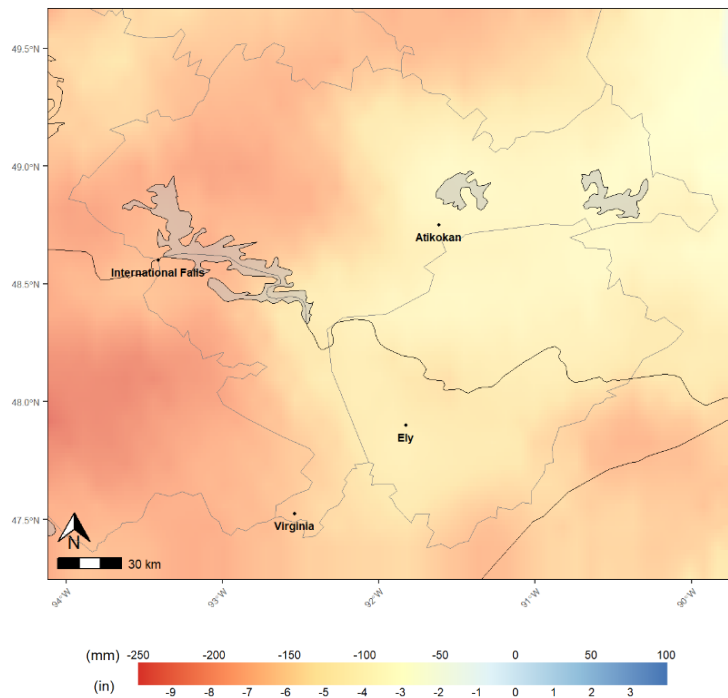 49.5°N
49.0°N
Atikokan
International Falls
48.5°N
48.0°N
Ely
47.5°N
Virginia
N
30 km
94°W
93°W
92°W
91°W
90°W
(mm) -250 -200 -150 -100 -50 0 50 100
(in) -9 -8 -7 -6 -5 -4 -3 -2 -1 0 1 2 3